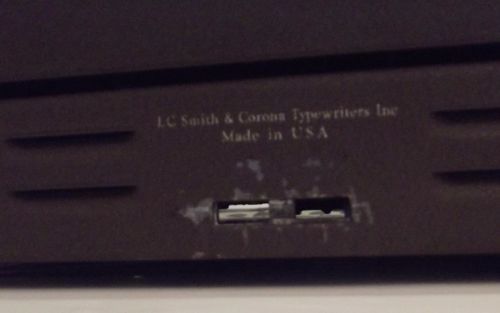 LC Smith & Corona Typewriters Inc
Made in USA